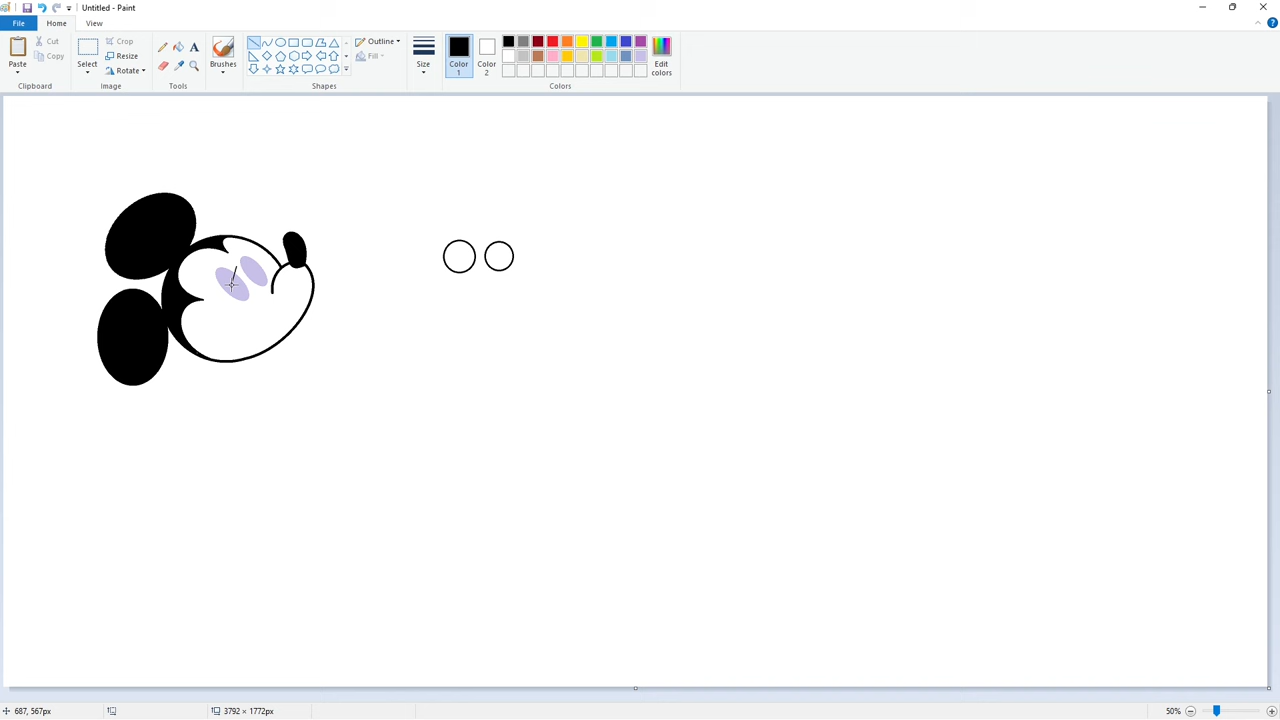 Untitled - Paint
File Home View
Paste
Cut
Copy
Clipboard
Select
Crop
Resize
Rotate
Image
A
Tools
Brushes
Outline
Fill
Shapes
Size
Color 1
Color 2
Edit colors
Colors
687, 567px
3792 × 1772px
50%